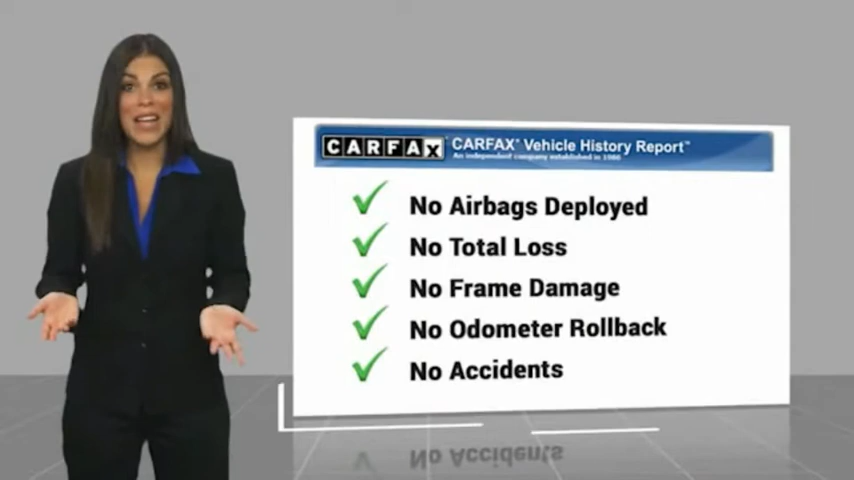 CARFAX CARFAX® Vehicle History Report™
An independent company established in 1986
No Airbags Deployed
No Total Loss
No Frame Damage
No Odometer Rollback
No Accidents
No Accidents